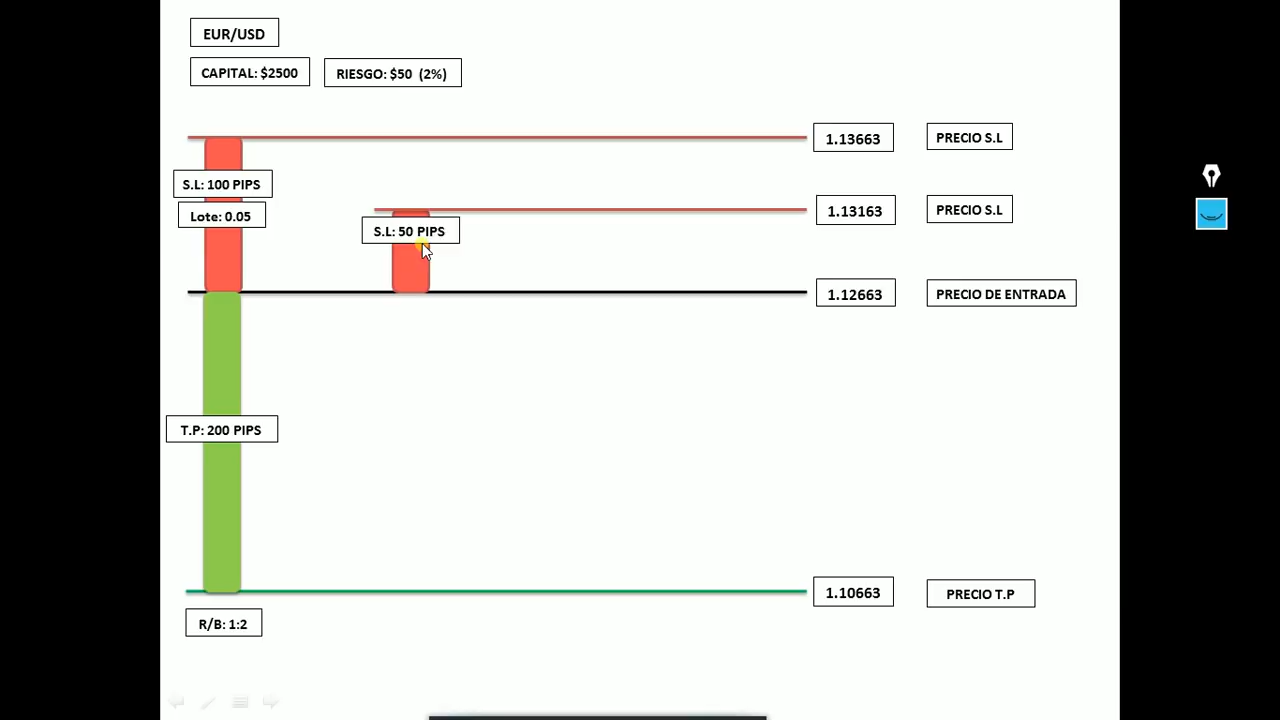 EUR/USD
CAPITAL: $2500
RIESGO: $50 (2%)
1.13663
PRECIO S.L
S.L: 100 PIPS
Lote: 0.05
1.13163
PRECIO S.L
S.L: 50 PIPS
1.12663
PRECIO DE ENTRADA
T.P: 200 PIPS
1.10663
PRECIO T.P
R/B: 1:2